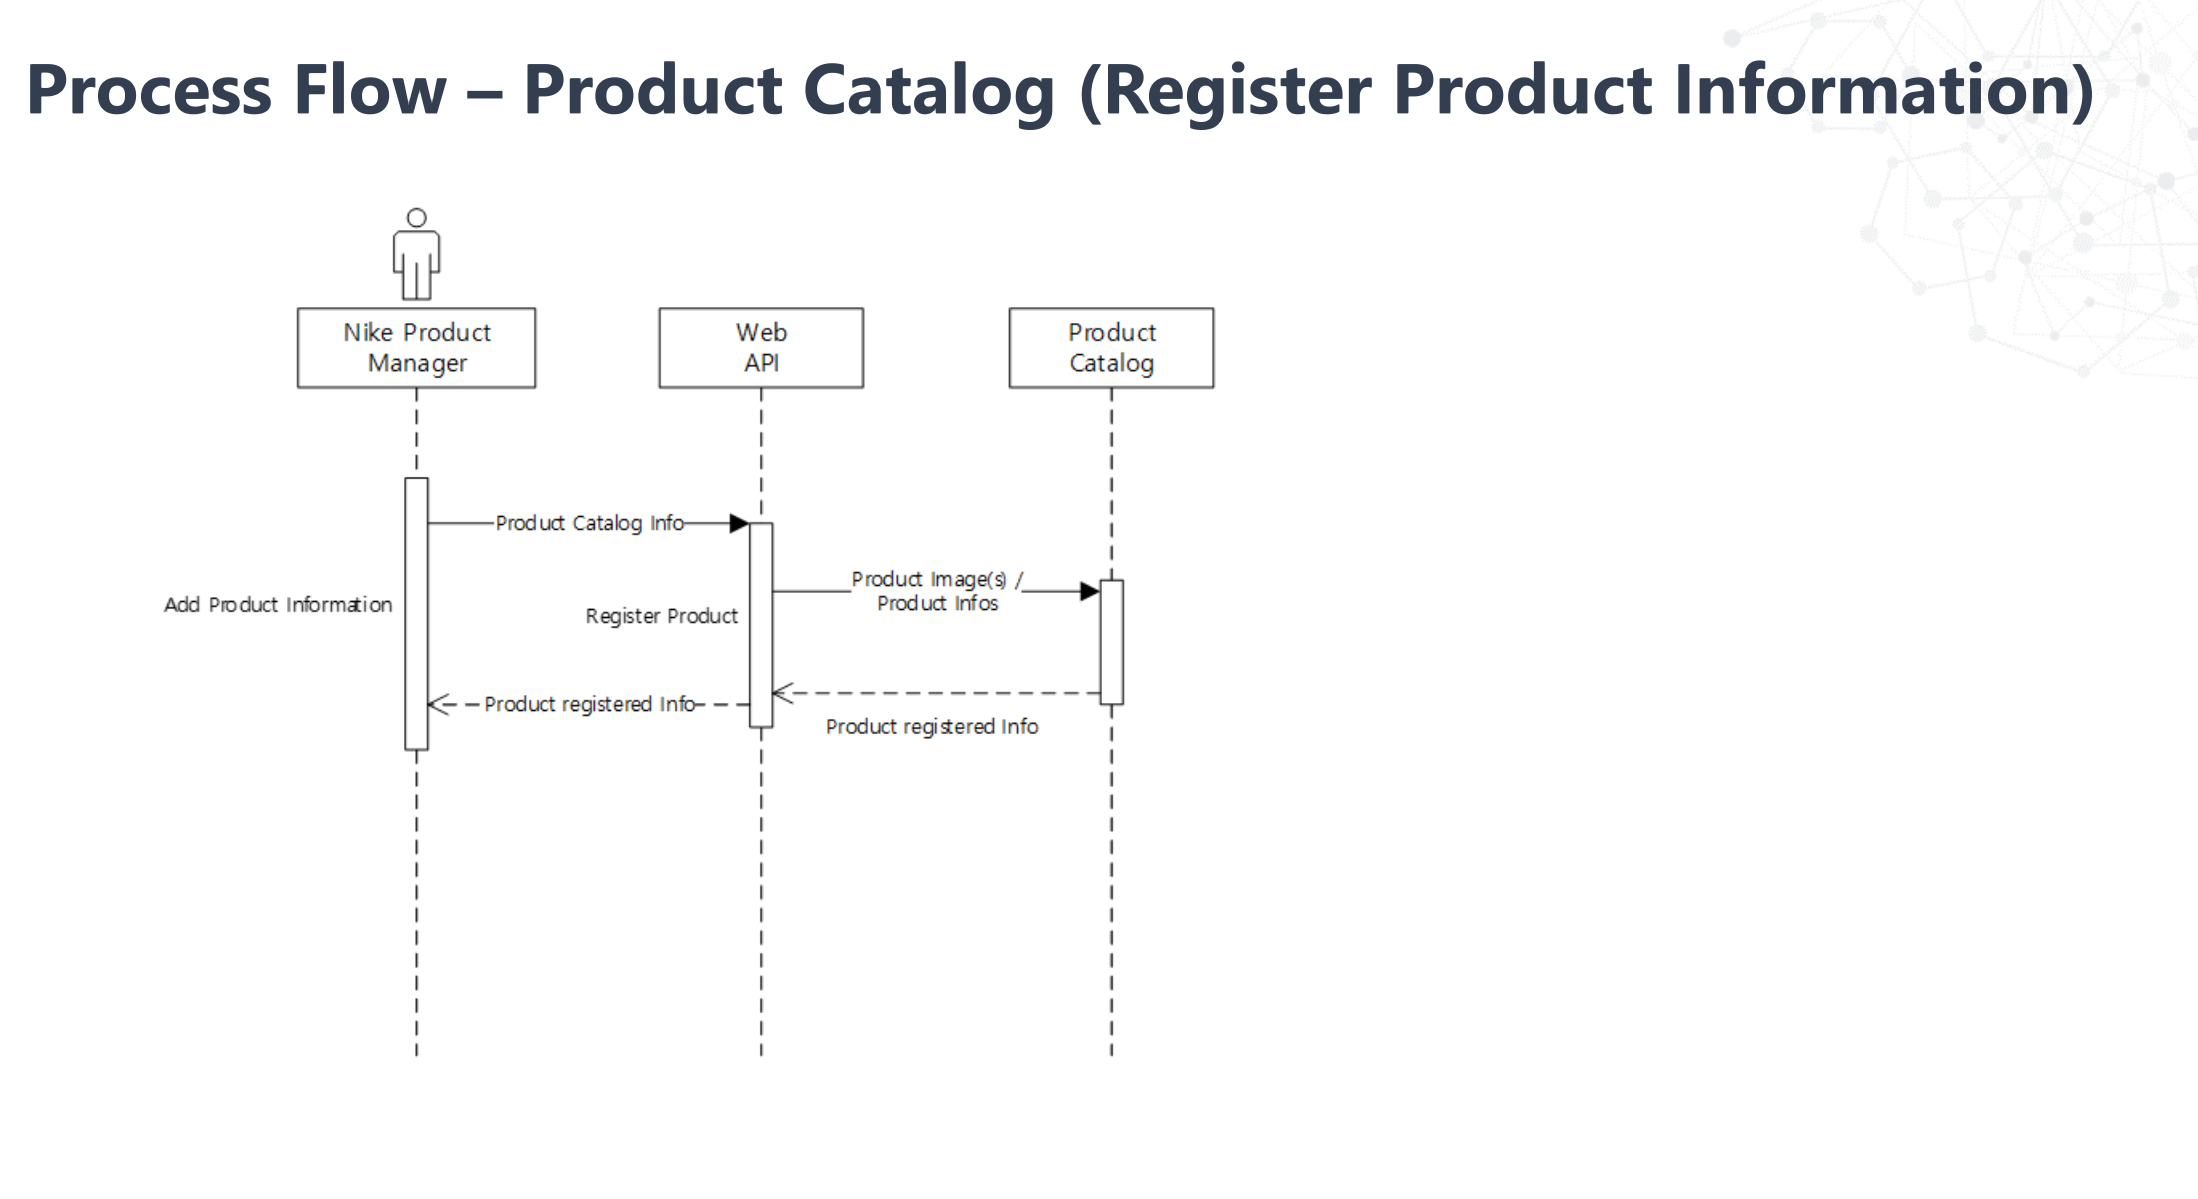 Process Flow – Product Catalog (Register Product Information)
Nike Product
Manager
Web
API
Product
Catalog
Product Catalog Info
Product Image(s) /
Product Infos
Add Product Information
Register Product
Product registered Info
Product registered Info